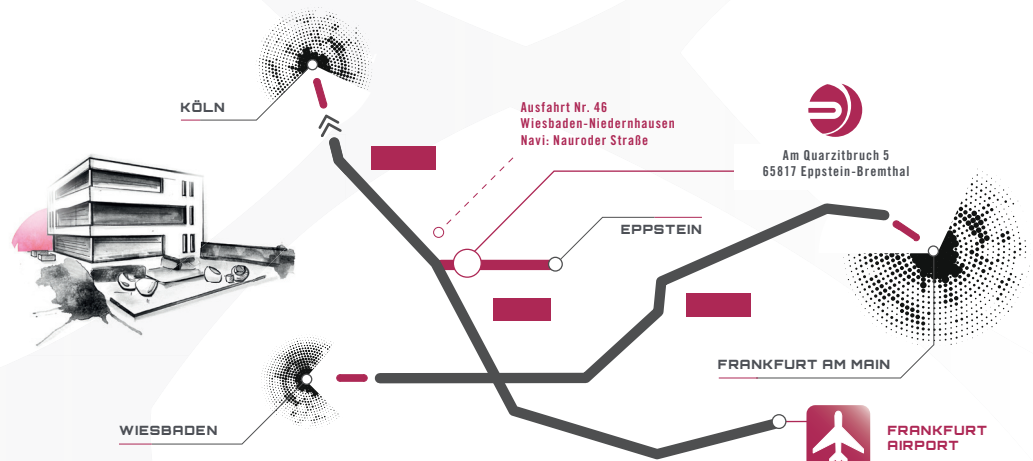 KÖLN
Ausfahrt Nr. 46
Wiesbaden-Niedernhausen
Navi: Nauroder Straße
Am Quarzitbruch 5
65817 Eppstein-Bremthal
EPPSTEIN
FRANKFURT AM MAIN
WIESBADEN
FRANKFURT
AIRPORT